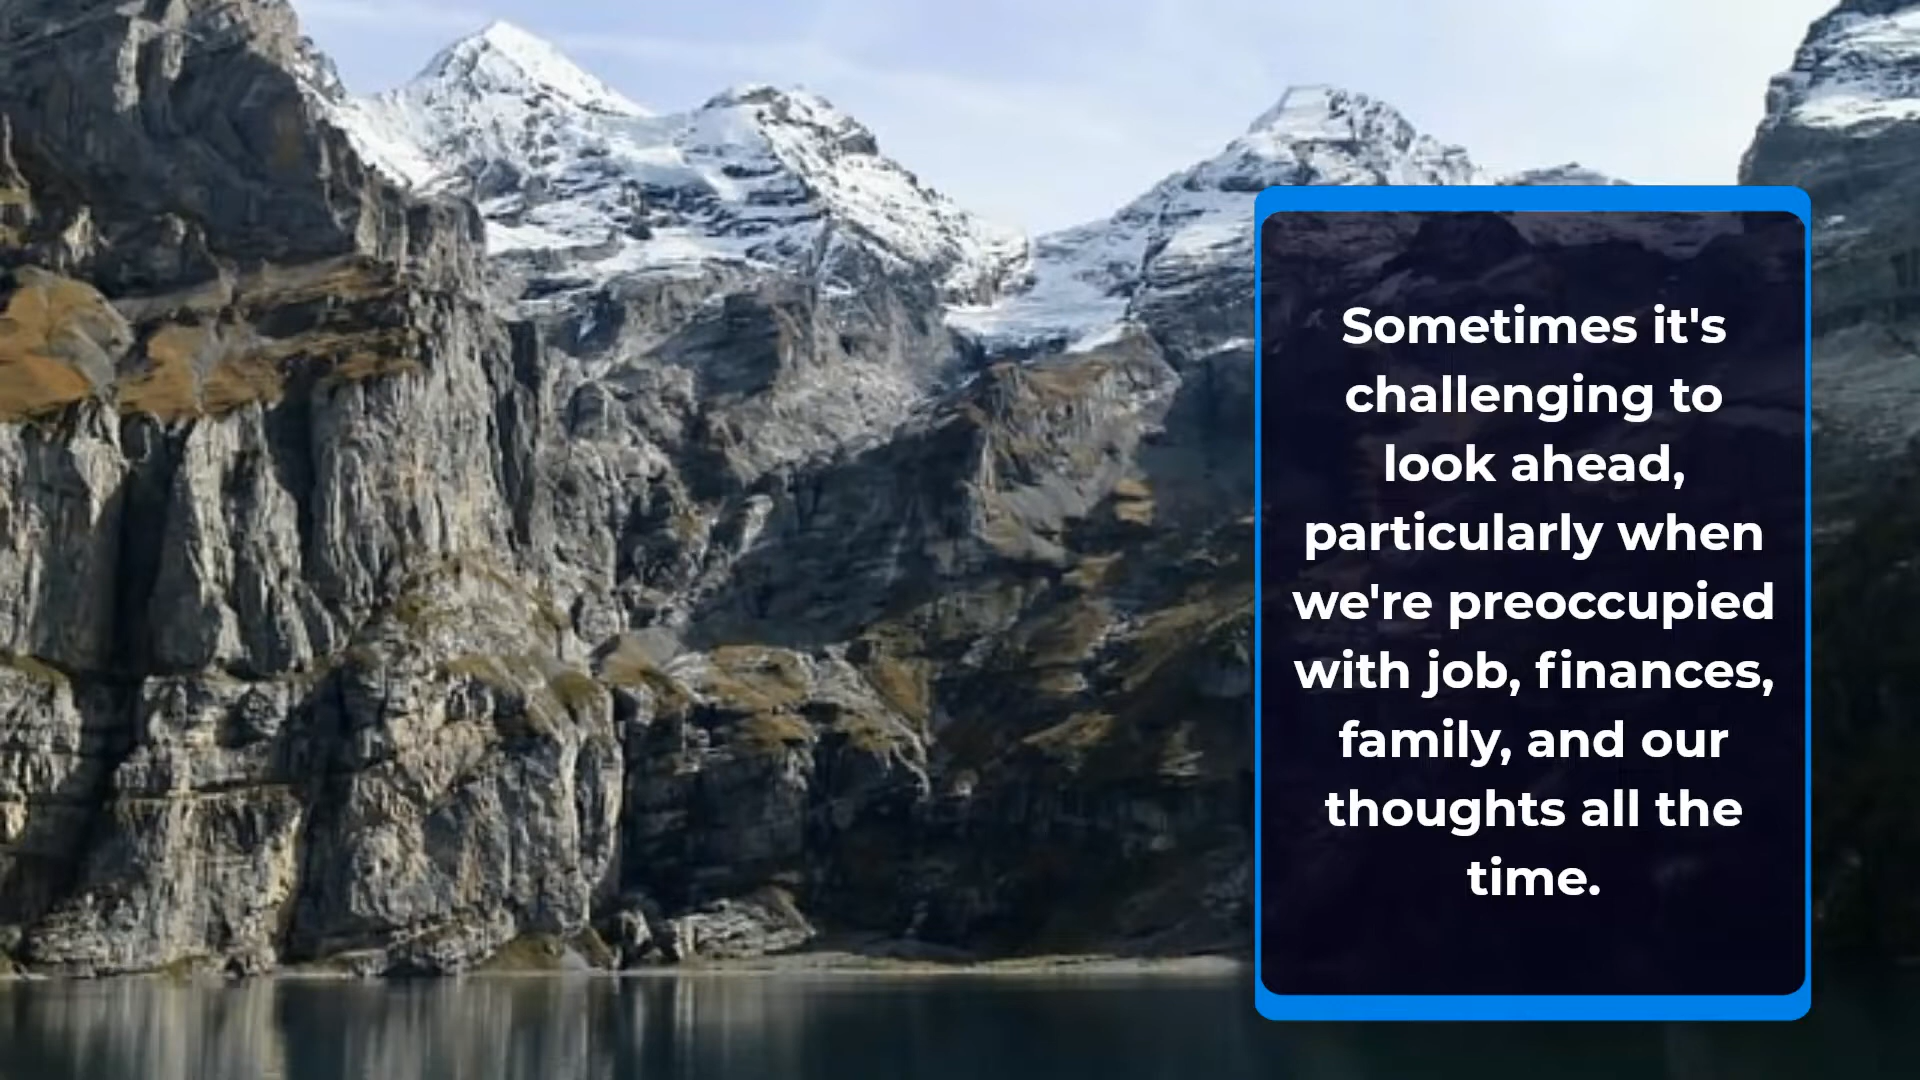 Sometimes it's
challenging to
look ahead,
particularly when
we're preoccupied
with job, finances,
family, and our
thoughts all the
time.